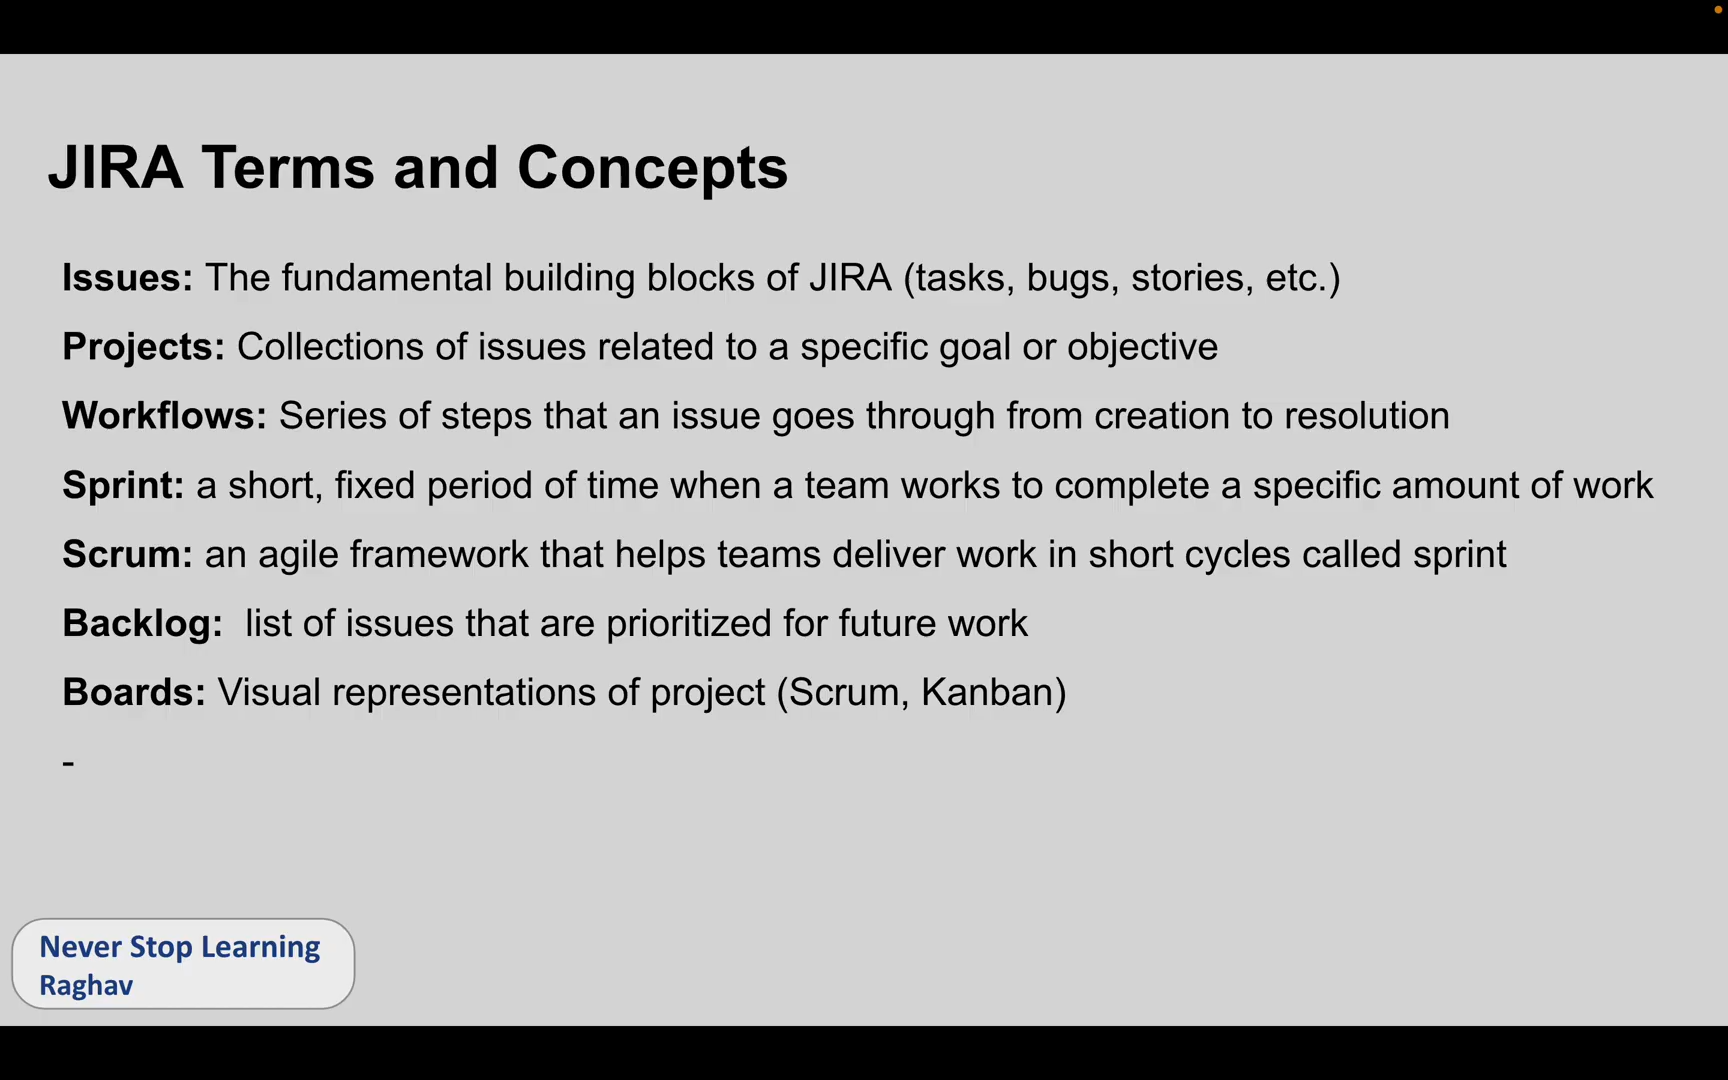 JIRA Terms and Concepts
Issues: The fundamental building blocks of JIRA (tasks, bugs, stories, etc.)
Projects: Collections of issues related to a specific goal or objective
Workflows: Series of steps that an issue goes through from creation to resolution
Sprint: a short, fixed period of time when a team works to complete a specific amount of work
Scrum: an agile framework that helps teams deliver work in short cycles called sprint
Backlog:  list of issues that are prioritized for future work
Boards: Visual representations of project (Scrum, Kanban)
-
Never Stop Learning
Raghav